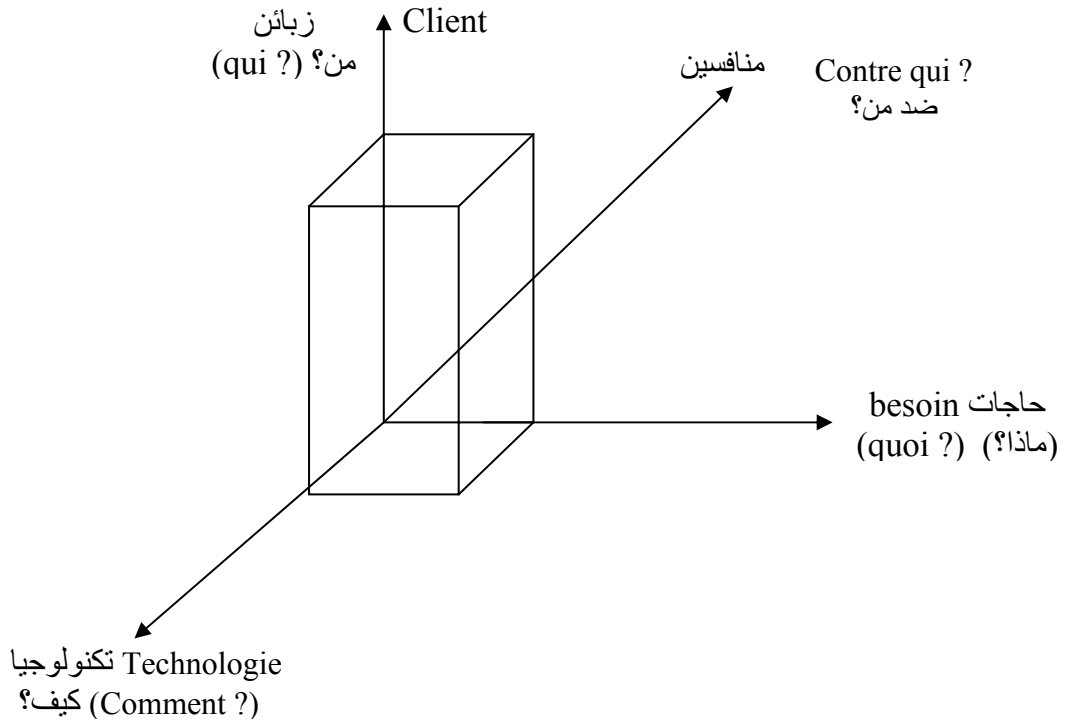 زبائن
من؟ (qui ?)
Client
منافسين
Contre qui ?
ضد من؟
حاجات besoin
(ماذا؟) (quoi ?)
تكنولوجيا Technologie
كيف؟ (Comment ?)